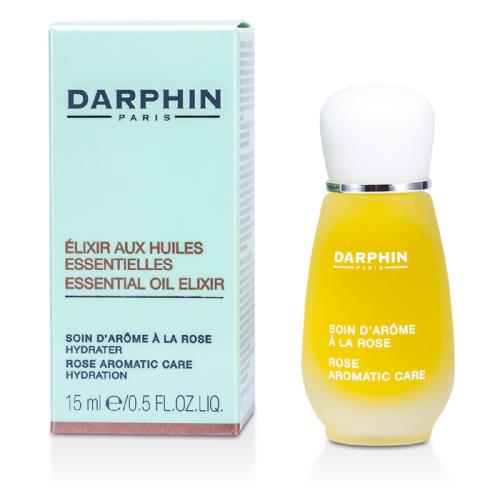 DARPHIN
PARIS
ÉLIXIR AUX HUILES
ESSENTIELLES
ESSENTIAL OIL ELIXIR
SOIN D'ARÔME À LA ROSE
HYDRATER
ROSE AROMATIC CARE
HYDRATION
15 ml ℮/0.5 FL.OZ.LIQ.
DARPHIN
PARIS
SOIN D'ARÔME
À LA ROSE
ROSE
AROMATIC CARE